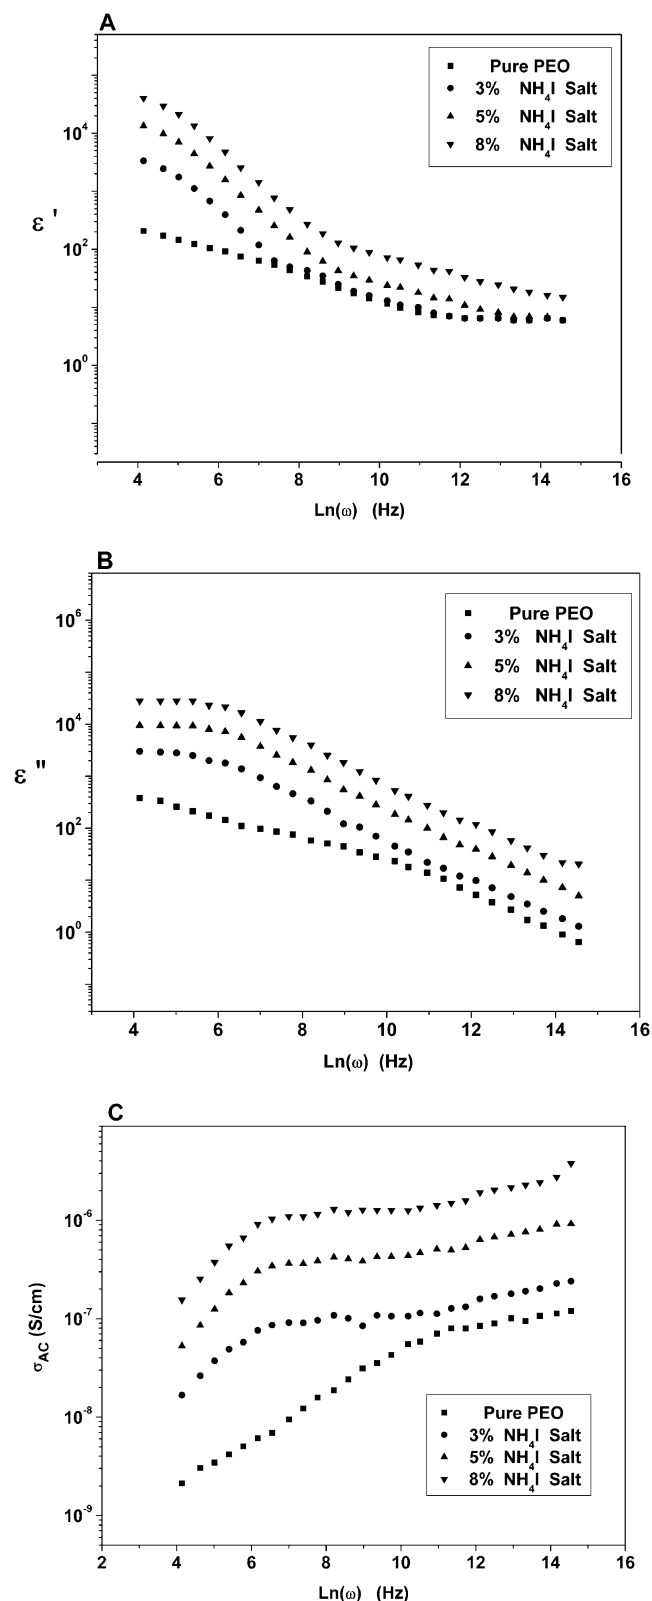 A
Pure PEO
3% NH4I Salt
5% NH4I Salt
8% NH4I Salt
10^4
10^2
10^0
ε '
4 6 8 10 12 14 16
Ln(ω) (Hz)
B
Pure PEO
3% NH4I Salt
5% NH4I Salt
8% NH4I Salt
10^6
10^4
10^2
10^0
ε "
4 6 8 10 12 14 16
Ln(ω) (Hz)
C
10^-6
10^-7
10^-8
10^-9
σAC (S/cm)
Pure PEO
3% NH4I Salt
5% NH4I Salt
8% NH4I Salt
2 4 6 8 10 12 14 16
Ln(ω) (Hz)